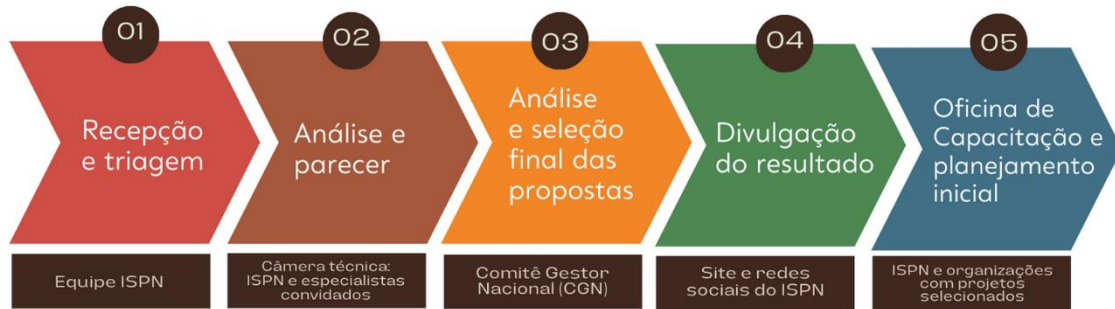 01
Recepção
e triagem
Equipe ISPN
02
Análise e
parecer
Câmera técnica:
ISPN e especialistas
convidados
03
Análise
e seleção
final das
propostas
Comitê Gestor
Nacional (CGN)
04
Divulgação
do resultado
Site e redes
sociais do ISPN
05
Oficina de
Capacitação e
planejamento
inicial
ISPN e organizações
com projetos
selecionados